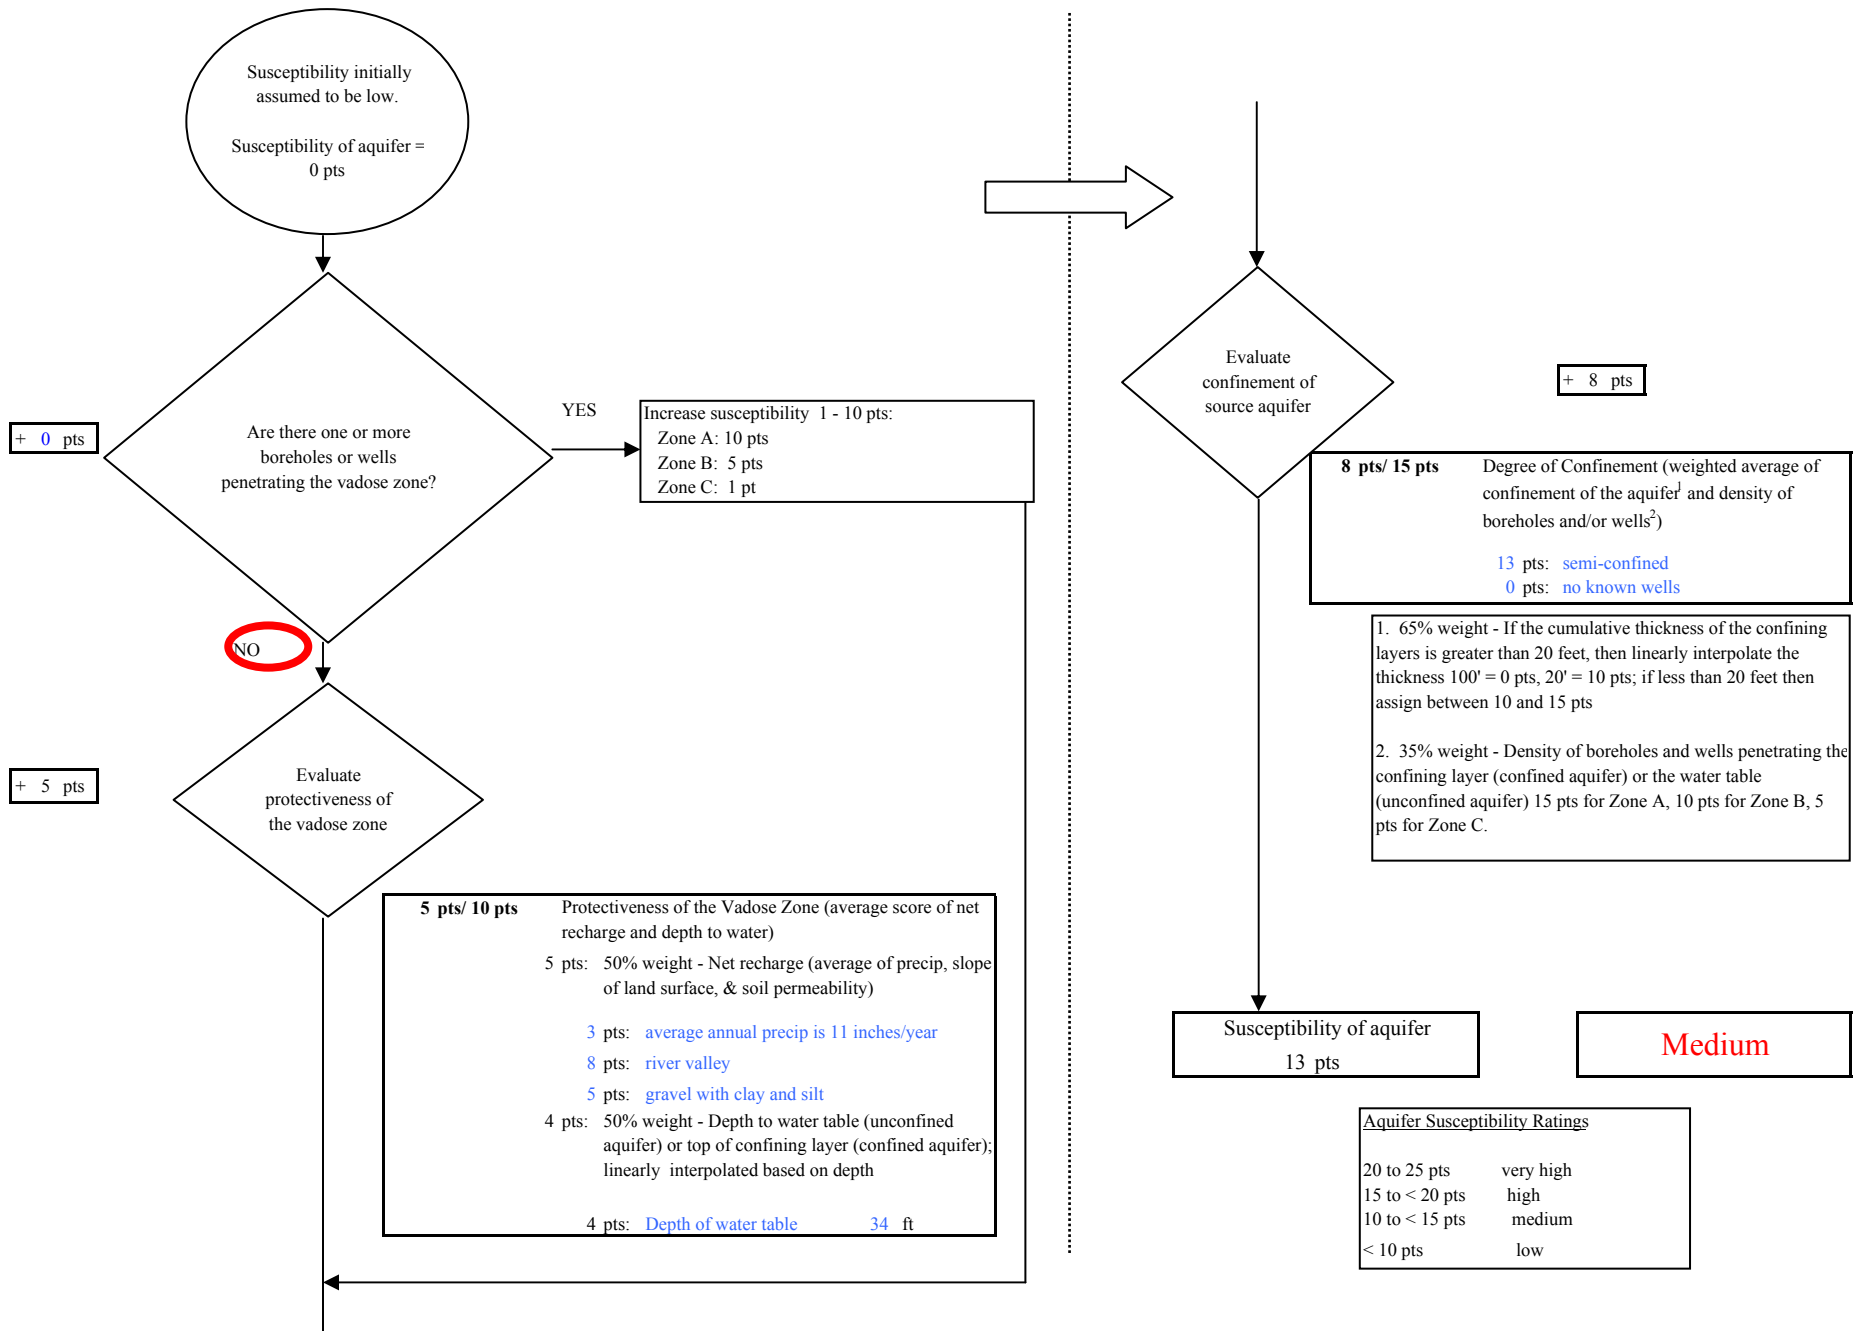 Susceptibility initially
assumed to be low.
Susceptibility of aquifer =
0 pts
+ 0 pts
Are there one or more
boreholes or wells
penetrating the vadose zone?
YES
Increase susceptibility 1 - 10 pts:
Zone A: 10 pts
Zone B: 5 pts
Zone C: 1 pt
NO
+ 5 pts
Evaluate
protectiveness of
the vadose zone
5 pts/ 10 pts Protectiveness of the Vadose Zone (average score of net
recharge and depth to water)
5 pts: 50% weight - Net recharge (average of precip, slope
of land surface, & soil permeability)
3 pts: average annual precip is 11 inches/year
8 pts: river valley
5 pts: gravel with clay and silt
4 pts: 50% weight - Depth to water table (unconfined
aquifer) or top of confining layer (confined aquifer);
linearly interpolated based on depth
4 pts: Depth of water table 34 ft
Evaluate
confinement of
source aquifer
+ 8 pts
8 pts/ 15 pts Degree of Confinement (weighted average of
confinement of the aquifer1 and density of
boreholes and/or wells2)
13 pts: semi-confined
0 pts: no known wells
1. 65% weight - If the cumulative thickness of the confining
layers is greater than 20 feet, then linearly interpolate the
thickness 100' = 0 pts, 20' = 10 pts; if less than 20 feet then
assign between 10 and 15 pts
2. 35% weight - Density of boreholes and wells penetrating the
confining layer (confined aquifer) or the water table
(unconfined aquifer) 15 pts for Zone A, 10 pts for Zone B, 5
pts for Zone C.
Susceptibility of aquifer
13 pts
Medium
Aquifer Susceptibility Ratings
20 to 25 pts very high
15 to < 20 pts high
10 to < 15 pts medium
< 10 pts low